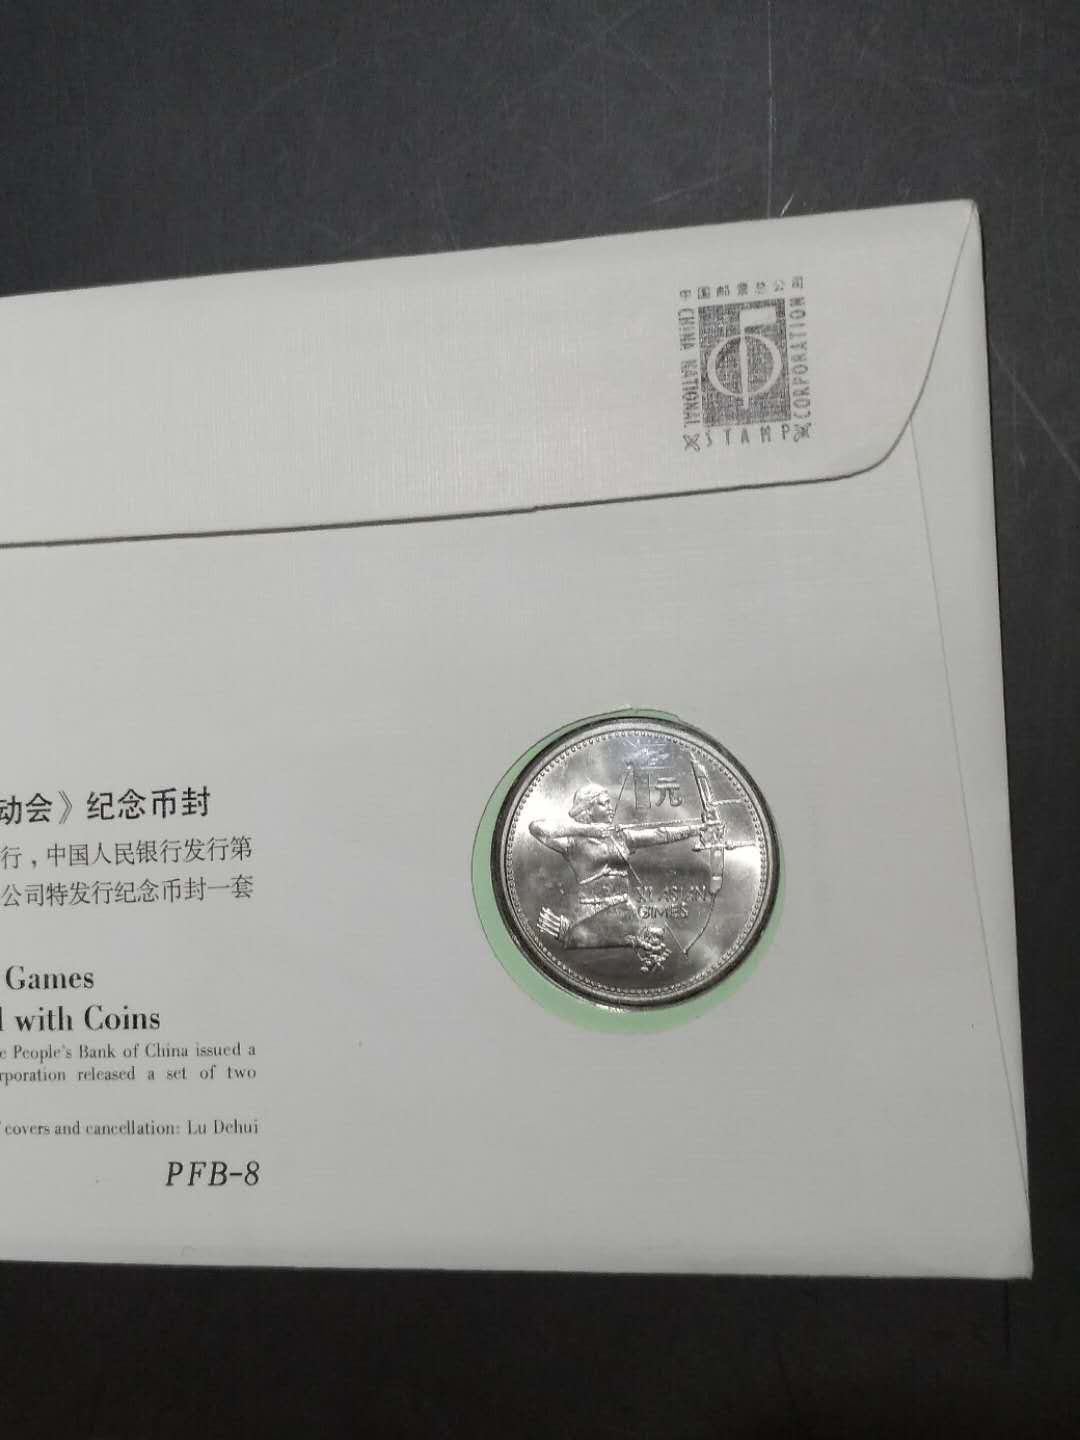 中国邮票总公司
CHINA NATIONAL
STAMP
CORPORATION
1元
XI ASIAN
GAMES
动会》纪念币封
行，中国人民银行发行第
公司特发行纪念币封一套
Games
with Coins
People's Bank of China issued a
rporation released a set of two
covers and cancellation: Lu Dehui
PFB-8